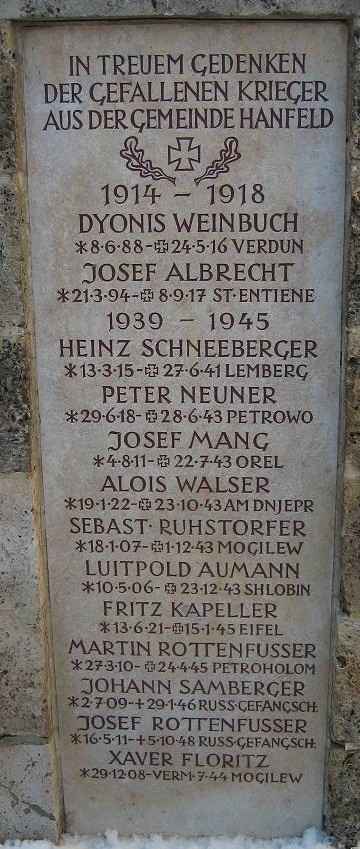 IN TREUEM GEDENKEN
DER GEFALLENEN KRIEGER
AUS DER GEMEINDE HANFELD
1914 – 1918
DYONIS WEINBUCH
*8·6·88-✠24·5·16 VERDUN
JOSEF ALBRECHT
*21·3·94-✠8·9·17 ST·ENTIENE
1939 – 1945
HEINZ SCHNEEBERGER
*13·3·15-✠27·6·41 LEMBERG
PETER NEUNER
*29·6·18-✠28·6·43 PETROWO
JOSEF MANG
*4·8·11-✠22·7·43 OREL
ALOIS WALSER
*19·1·22-✠23·10·43 AM DNJEPR
SEBAST· RUHSTORFER
*18·1·07-✠1·12·43 MOGILEW
LUITPOLD AUMANN
*10·5·06-✠23·12·43 SHLOBIN
FRITZ KAPELLER
*13·6·21-✠15·1·45 EIFEL
MARTIN ROTTENFUSSER
*27·3·10-✠24·4·45 PETROHOLOM
JOHANN SAMBERGER
*2·7·09-+29·1·46 RUSS·GEFANGSCH·
JOSEF ROTTENFUSSER
*16·5·11-+5·10·48 RUSS·GEFANGSCH·
XAVER FLORITZ
*29·12·08-VERM·7·44 MOGILEW